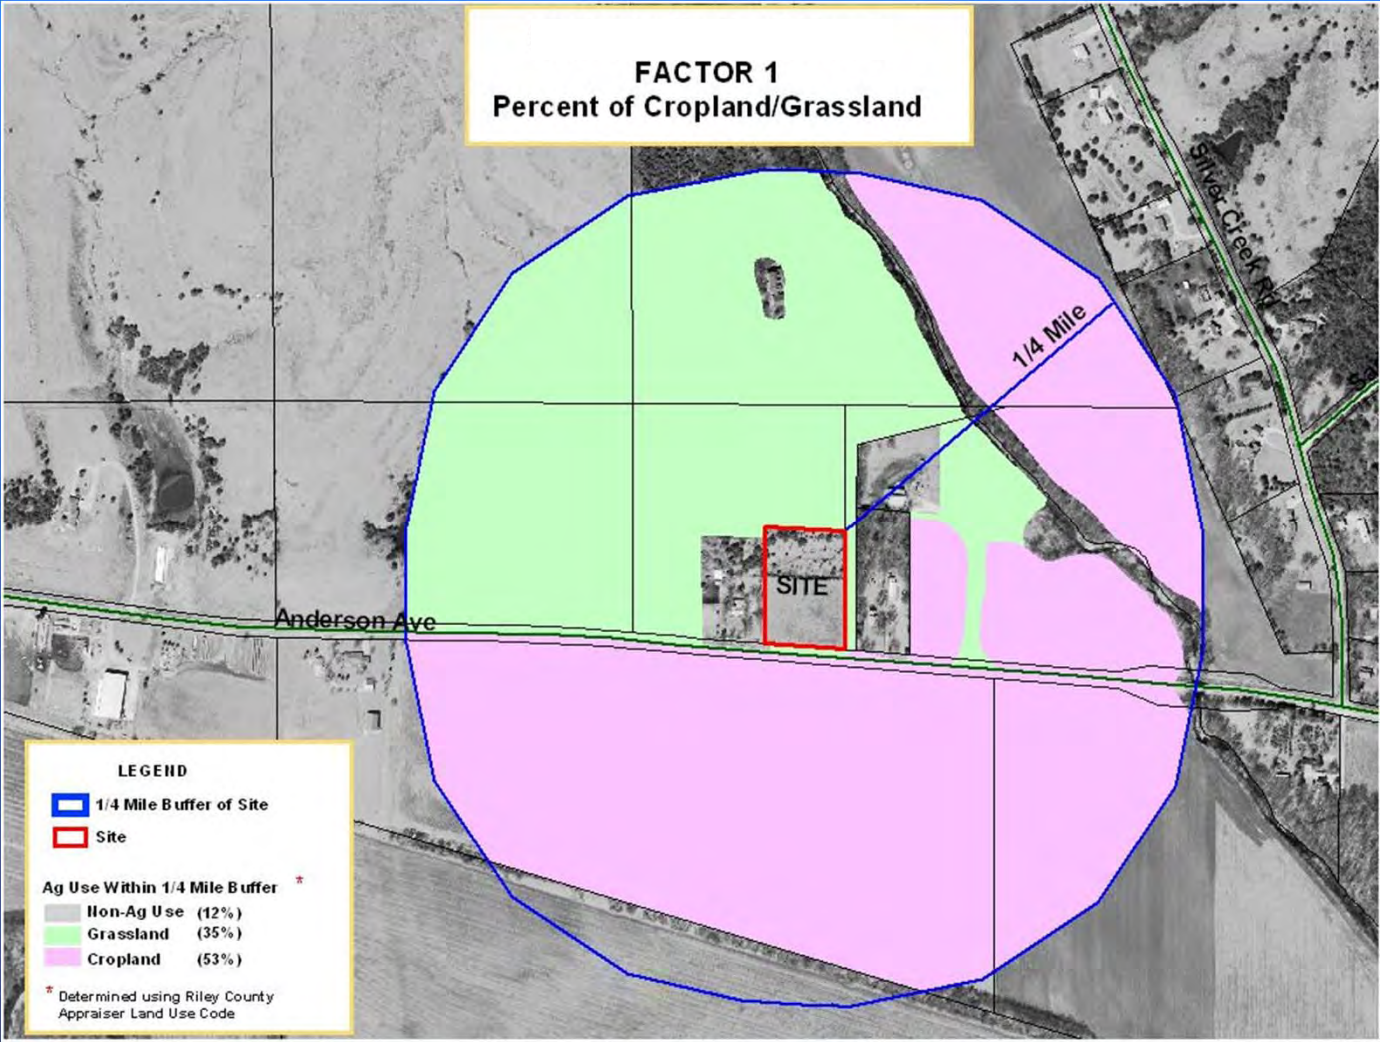 FACTOR 1
Percent of Cropland/Grassland
Silver Creek Rd
1/4 Mile
SITE
Anderson Ave
LEGEND
1/4 Mile Buffer of Site
Site
Ag Use Within 1/4 Mile Buffer *
Non-Ag Use (12%)
Grassland (35%)
Cropland (53%)
* Determined using Riley County
Appraiser Land Use Code